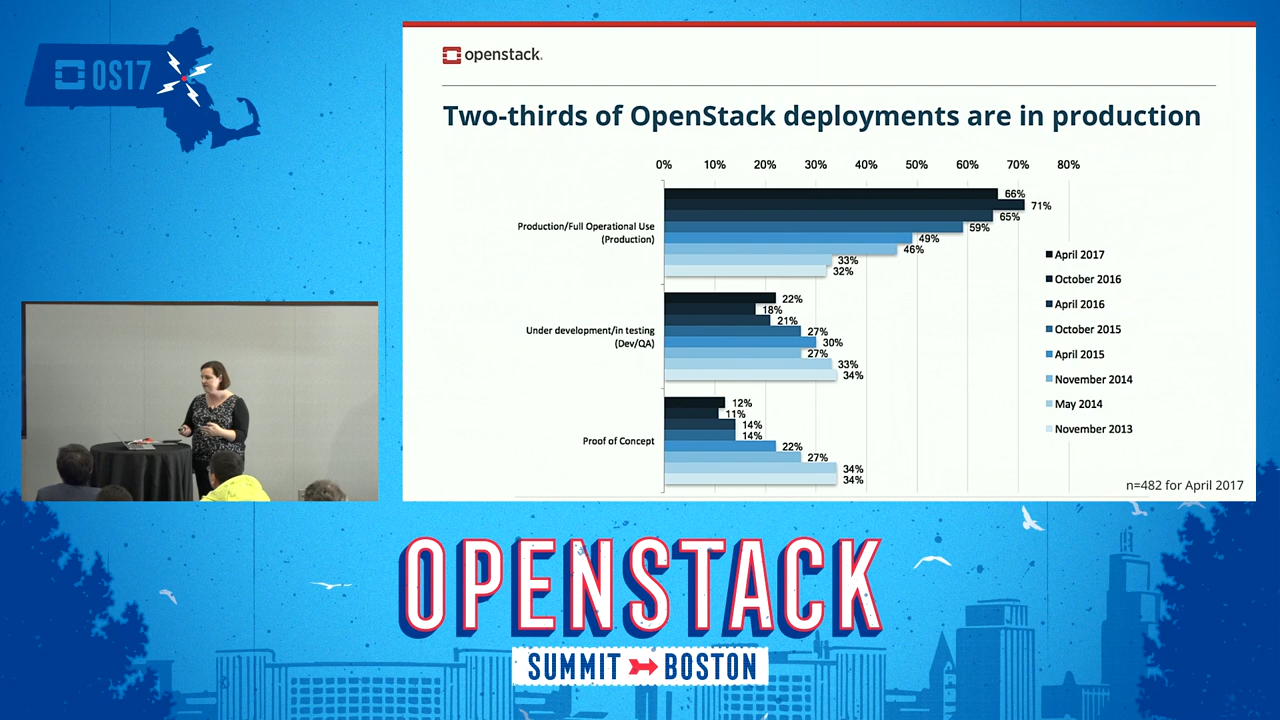 OS17
openstack.
Two-thirds of OpenStack deployments are in production
0% 10% 20% 30% 40% 50% 60% 70% 80%
Production/Full Operational Use
(Production)
66%
71%
65%
59%
49%
46%
33%
32%
Under development/in testing
(Dev/QA)
22%
18%
21%
27%
30%
27%
33%
34%
Proof of Concept
12%
11%
14%
14%
22%
27%
34%
34%
April 2017
October 2016
April 2016
October 2015
April 2015
November 2014
May 2014
November 2013
n=482 for April 2017
OPENSTACK
SUMMIT BOSTON